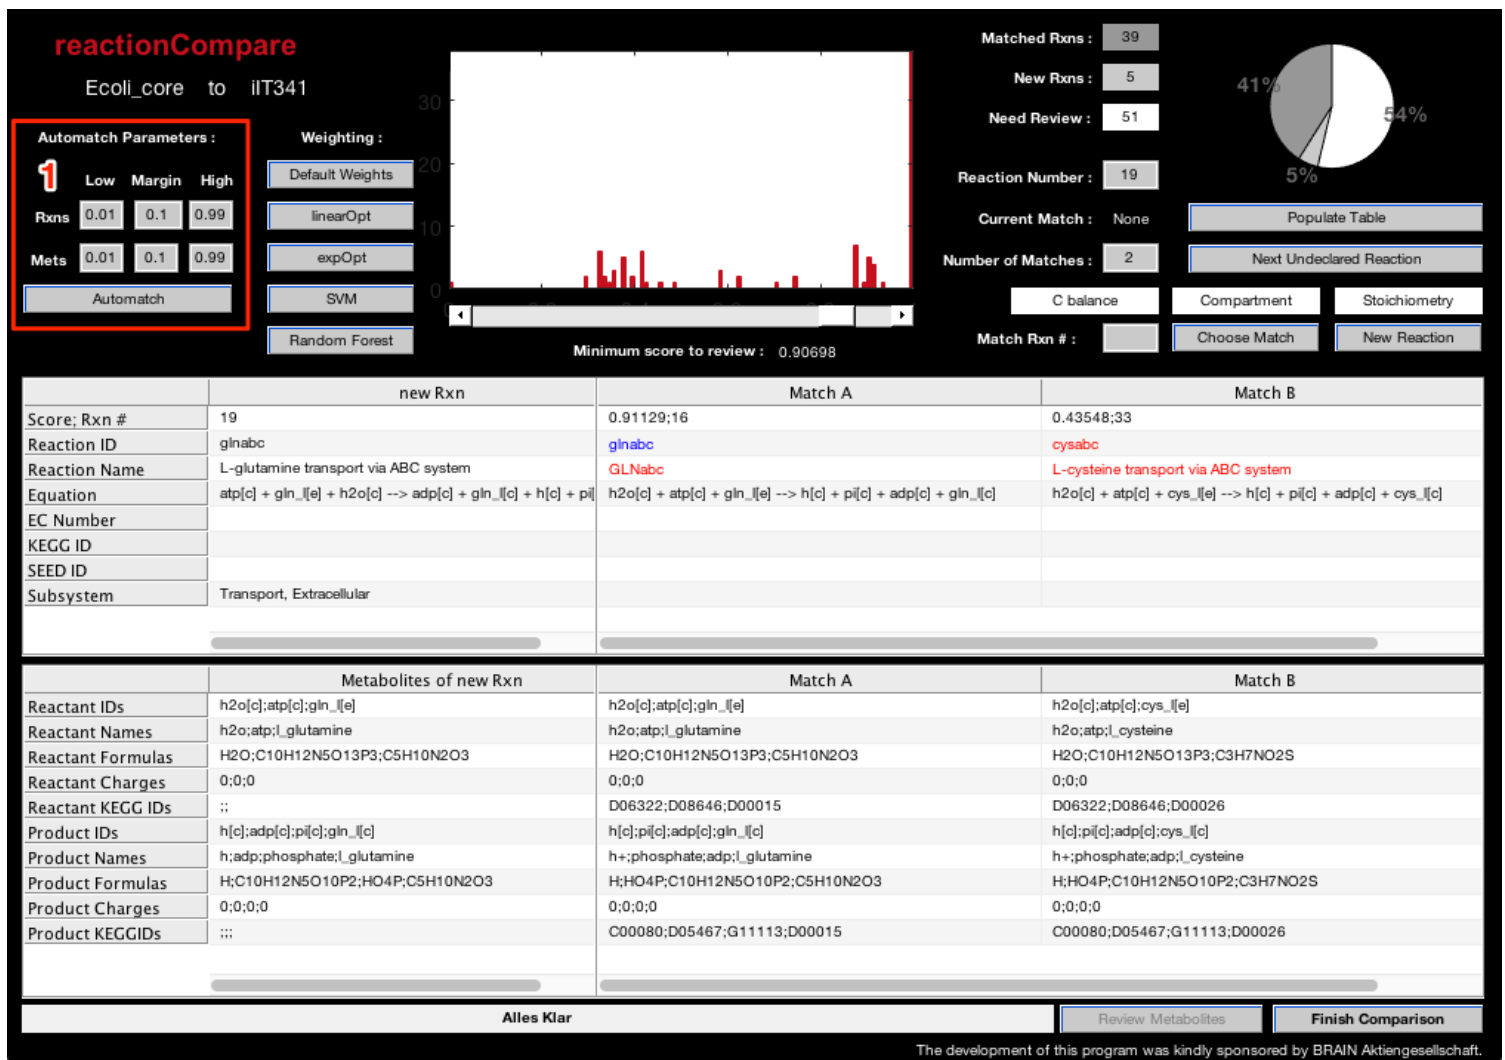 reactionCompare
Ecoli_core to iIT341
Automatch Parameters :
1
Low Margin High
Rxns 0.01 0.1 0.99
Mets 0.01 0.1 0.99
Automatch
Weighting :
Default Weights
linearOpt
expOpt
SVM
Random Forest
30
20
10
0
Minimum score to review : 0.90698
Matched Rxns : 39
New Rxns : 5
Need Review : 51
41%
54%
5%
Reaction Number : 19
Current Match : None
Number of Matches : 2
Populate Table
Next Undeclared Reaction
C balance Compartment Stoichiometry
Match Rxn # : Choose Match New Reaction
new Rxn Match A Match B
Score; Rxn # 19 0.91129;16 0.43548;33
Reaction ID glnabc glnabc cysabc
Reaction Name L-glutamine transport via ABC system GLNabc L-cysteine transport via ABC system
Equation atp[c] + gln_l[e] + h2o[c] --> adp[c] + gln_l[c] + h[c] + pi[ h2o[c] + atp[c] + gln_l[e] --> h[c] + pi[c] + adp[c] + gln_l[c] h2o[c] + atp[c] + cys_l[e] --> h[c] + pi[c] + adp[c] + cys_l[c]
EC Number
KEGG ID
SEED ID
Subsystem Transport, Extracellular
Metabolites of new Rxn Match A Match B
Reactant IDs h2o[c];atp[c];gln_l[e] h2o[c];atp[c];gln_l[e] h2o[c];atp[c];cys_l[e]
Reactant Names h2o;atp;l_glutamine h2o;atp;l_glutamine h2o;atp;l_cysteine
Reactant Formulas H2O;C10H12N5O13P3;C5H10N2O3 H2O;C10H12N5O13P3;C5H10N2O3 H2O;C10H12N5O13P3;C3H7NO2S
Reactant Charges 0;0;0 0;0;0 0;0;0
Reactant KEGG IDs ;; D06322;D08646;D00015 D06322;D08646;D00026
Product IDs h[c];adp[c];pi[c];gln_l[c] h[c];pi[c];adp[c];gln_l[c] h[c];pi[c];adp[c];cys_l[c]
Product Names h;adp;phosphate;l_glutamine h+;phosphate;adp;l_glutamine h+;phosphate;adp;l_cysteine
Product Formulas H;C10H12N5O10P2;HO4P;C5H10N2O3 H;HO4P;C10H12N5O10P2;C5H10N2O3 H;HO4P;C10H12N5O10P2;C3H7NO2S
Product Charges 0;0;0;0 0;0;0;0 0;0;0;0
Product KEGGIDs ;;; C00080;D05467;G11113;D00015 C00080;D05467;G11113;D00026
Alles Klar
Review Metabolites
Finish Comparison
The development of this program was kindly sponsored by BRAIN Aktiengesellschaft.